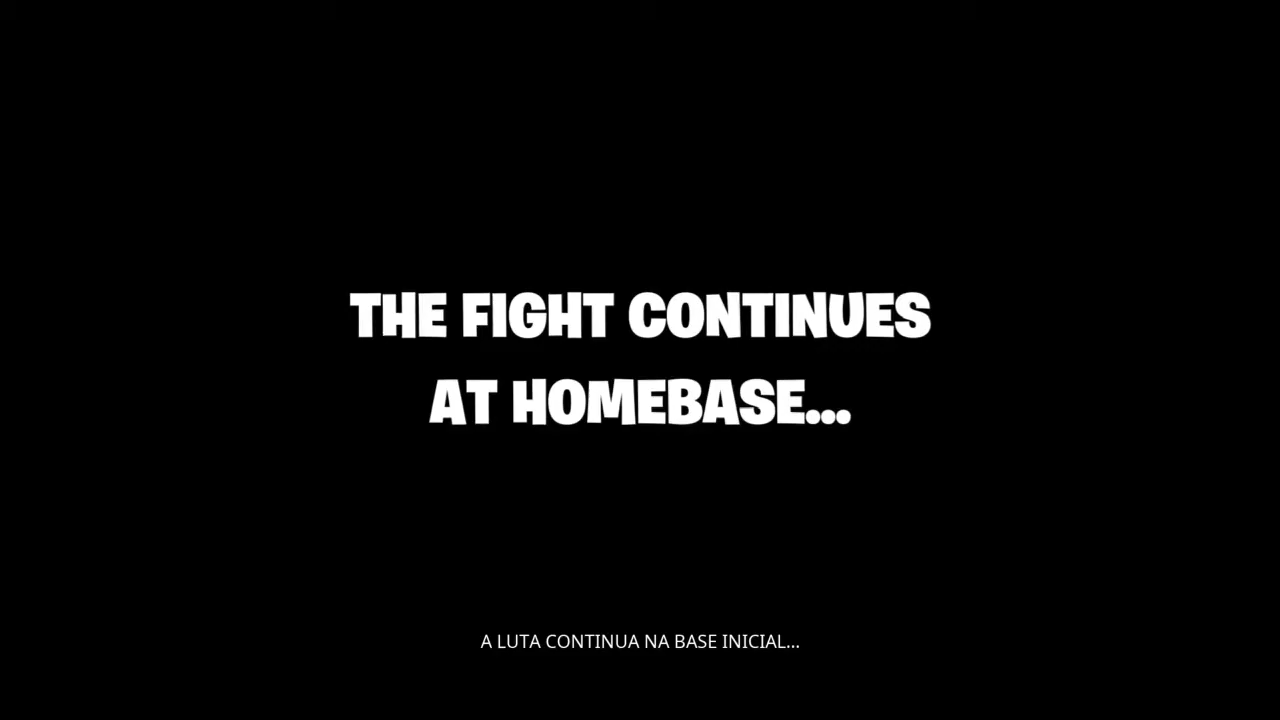 THE FIGHT CONTINUES
AT HOMEBASE...
A LUTA CONTINUA NA BASE INICIAL...